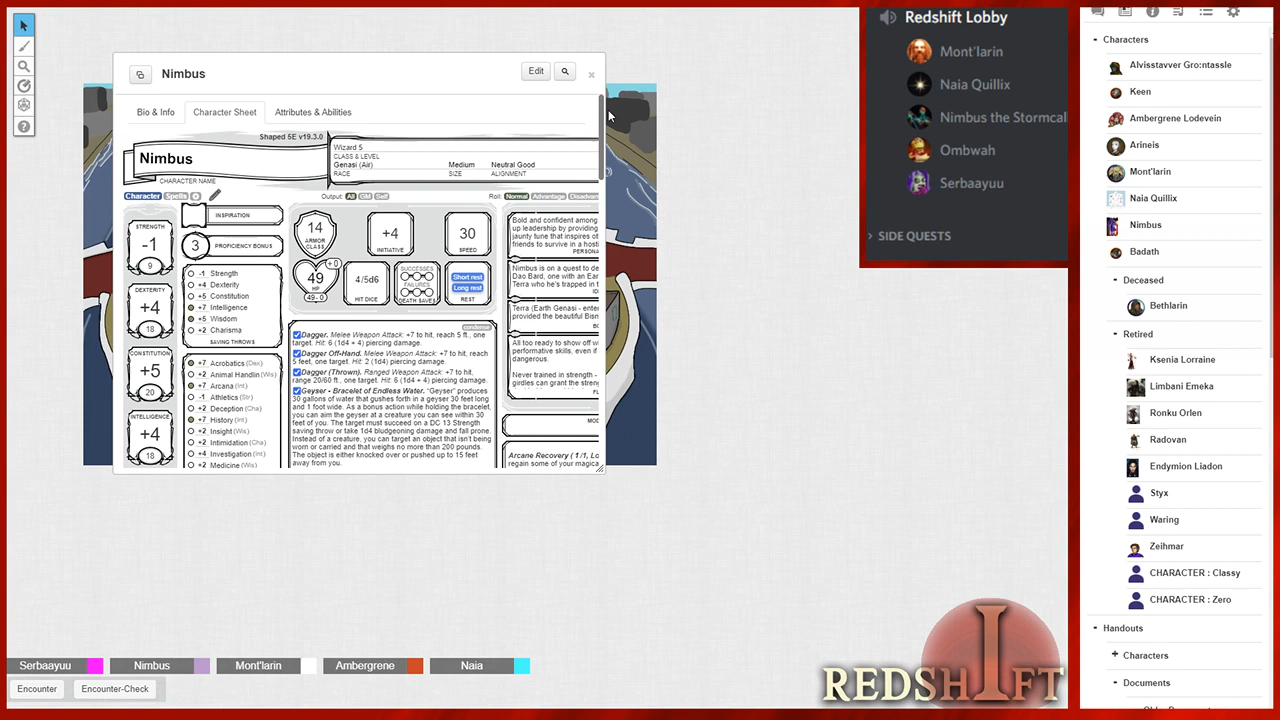 Nimbus
Edit
Bio & Info
Character Sheet
Attributes & Abilities
Shaped 5E v19.3.0
Nimbus
CHARACTER NAME
Wizard 5
CLASS & LEVEL
Genasi (Air)
Medium
Neutral Good
RACE
SIZE
ALIGNMENT
Character
Spells
Output: All GM Self
Roll: Normal Advantage Disadvan
STRENGTH
-1
9
DEXTERITY
+4
18
CONSTITUTION
+5
20
INTELLIGENCE
+4
18
INSPIRATION
3
PROFICIENCY BONUS
-1 Strength
+4 Dexterity
+5 Constitution
+7 Intelligence
+5 Wisdom
+2 Charisma
SAVING THROWS
+7 Acrobatics (Dex)
+2 Animal Handlin (Wis)
+7 Arcana (Int)
-1 Athletics (Str)
+2 Deception (Cha)
+7 History (Int)
+2 Insight (Wis)
+2 Intimidation (Cha)
+4 Investigation (Int)
+2 Medicine (Wis)
14
ARMOR
CLASS
+4
INITIATIVE
30
SPEED
+ 0
49
HP
49 - 0
4/5d6
HIT DICE
SUCCESSES
FAILURES
DEATH SAVES
Short rest
Long rest
REST
condense
Dagger. Melee Weapon Attack: +7 to hit, reach 5 ft., one
target. Hit: 6 (1d4 + 4) piercing damage.
Dagger Off-Hand. Melee Weapon Attack: +7 to hit, reach
5 feet, one target. Hit: 2 (1d4) piercing damage.
Dagger (Thrown). Ranged Weapon Attack: +7 to hit,
range 20/60 ft., one target. Hit: 6 (1d4 + 4) piercing damage.
Geyser - Bracelet of Endless Water. "Geyser" produces
30 gallons of water that gushes forth in a geyser 30 feet long
and 1 foot wide. As a bonus action while holding the bracelet,
you can aim the geyser at a creature you can see within 30
feet of you. The target must succeed on a DC 13 Strength
saving throw or take 1d4 bludgeoning damage and fall prone.
Instead of a creature, you can target an object that isn't being
worn or carried and that weighs no more than 200 pounds.
The object is either knocked over or pushed up to 15 feet
away from you.
Bold and confident among
up leadership by providing
jaunty tune that inspires ot
friends to survive in a hosti
PERSONA
Nimbus is on a quest to de
Dao Bard, one with an Ear
Terra who he's trapped in t
ID
Terra (Earth Genasi - enter
provided the beautiful Bisn
BO
All too ready to show off w
performative skills, even if
dangerous.
Never trained in strength -
girdles can grant the streng
FL
MOD
Arcane Recovery ( 1 /1, Lo
regain some of your magica
Redshift Lobby
Mont'larin
Naia Quillix
Nimbus the Stormcal
Ombwah
Serbaayuu
SIDE QUESTS
Characters
Alvisstavver Gro:ntassle
Keen
Ambergrene Lodevein
Arineis
Mont'larin
Naia Quillix
Nimbus
Badath
Deceased
Bethlarin
Retired
Ksenia Lorraine
Limbani Emeka
Ronku Orlen
Radovan
Endymion Liadon
Styx
Waring
Zeihmar
CHARACTER : Classy
CHARACTER : Zero
Handouts
Characters
Documents
Serbaayuu
Nimbus
Mont'larin
Ambergrene
Naia
Encounter
Encounter-Check
REDSHIFT